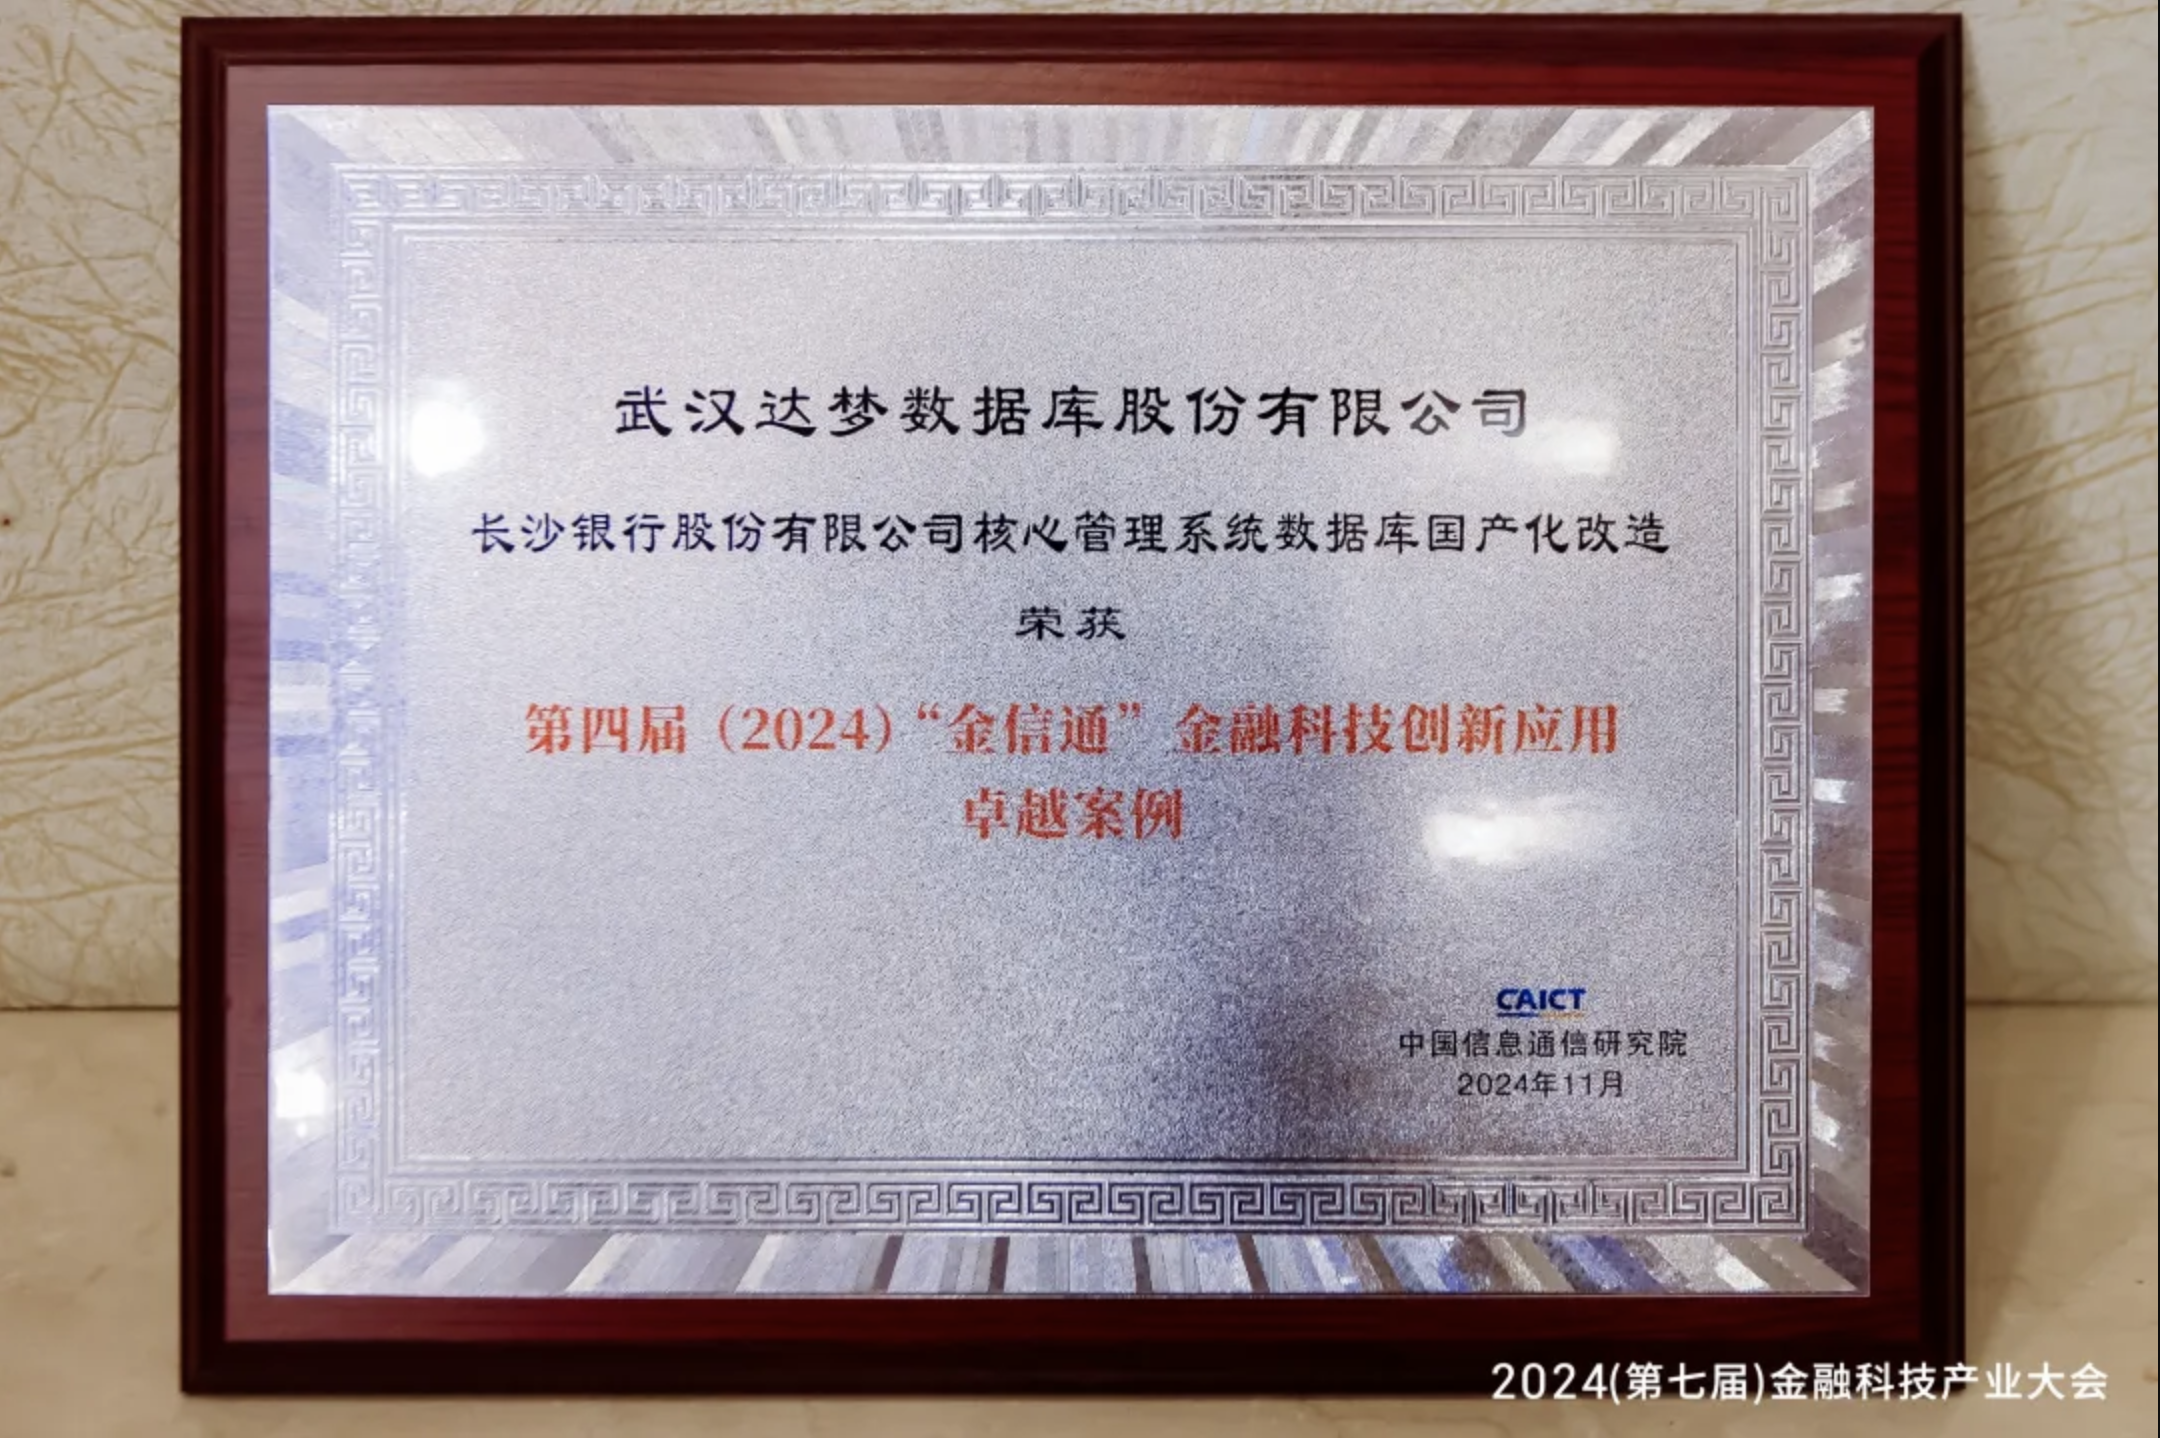 武汉达梦数据库股份有限公司
长沙银行股份有限公司核心管理系统数据库国产化改造
荣获
第四届（2024）“金信通”金融科技创新应用
卓越案例
CAICT
中国信息通信研究院
2024年11月
2024(第七届)金融科技产业大会